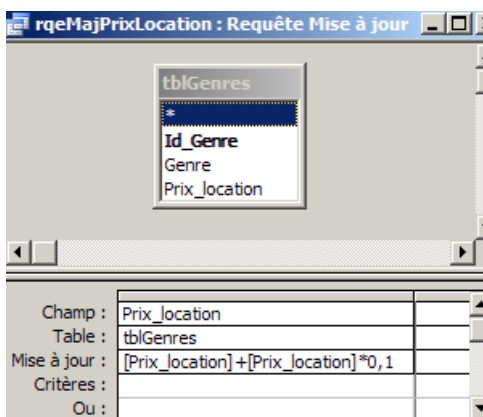 rqeMajPrixLocation : Requête Mise à jour
tblGenres
*
Id_Genre
Genre
Prix_location
Champ : Prix_location
Table : tblGenres
Mise à jour : [Prix_location]+[Prix_location]*0,1
Critères :
Ou :